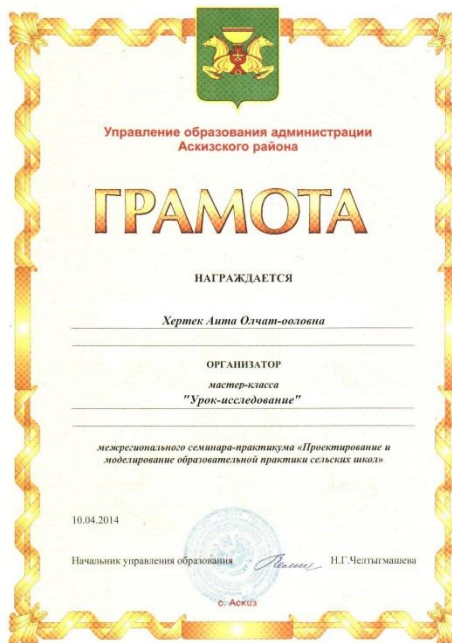 Управление образования администрации
Аскизского района
ГРАМОТА
НАГРАЖДАЕТСЯ
Хертек Аита Олчат-ооловна
ОРГАНИЗАТОР
мастер-класса
"Урок-исследование"
межрегионального семинара-практикума «Проектирование и
моделирование образовательной практики сельских школ»
10.04.2014
Начальник управления образования Н.Г.Челтыгмашева
с. Аскиз